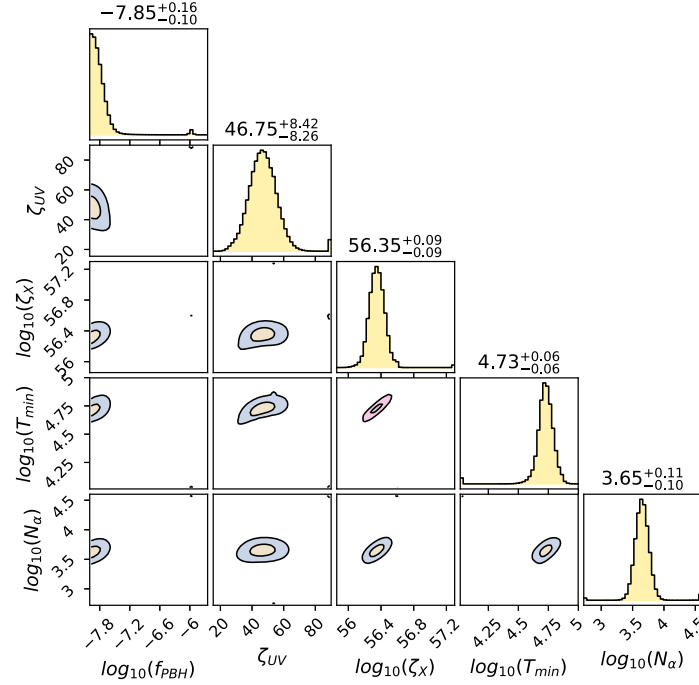 −7.85+0.16−0.10
46.75+8.42−8.26
80
60
40
20
ζUV
56.35+0.09−0.09
57.2
56.8
56.4
56
log10(ζX)
4.73+0.06−0.06
5
4.75
4.5
4.25
log10(Tmin)
3.65+0.11−0.10
4.5
4
3.5
3
log10(Nα)
−7.8 −7.2 −6.6 −6
20 40 60 80
56 56.4 56.8 57.2
4.25 4.5 4.75 5
3 3.5 4 4.5
log10(fPBH) ζUV log10(ζX) log10(Tmin) log10(Nα)